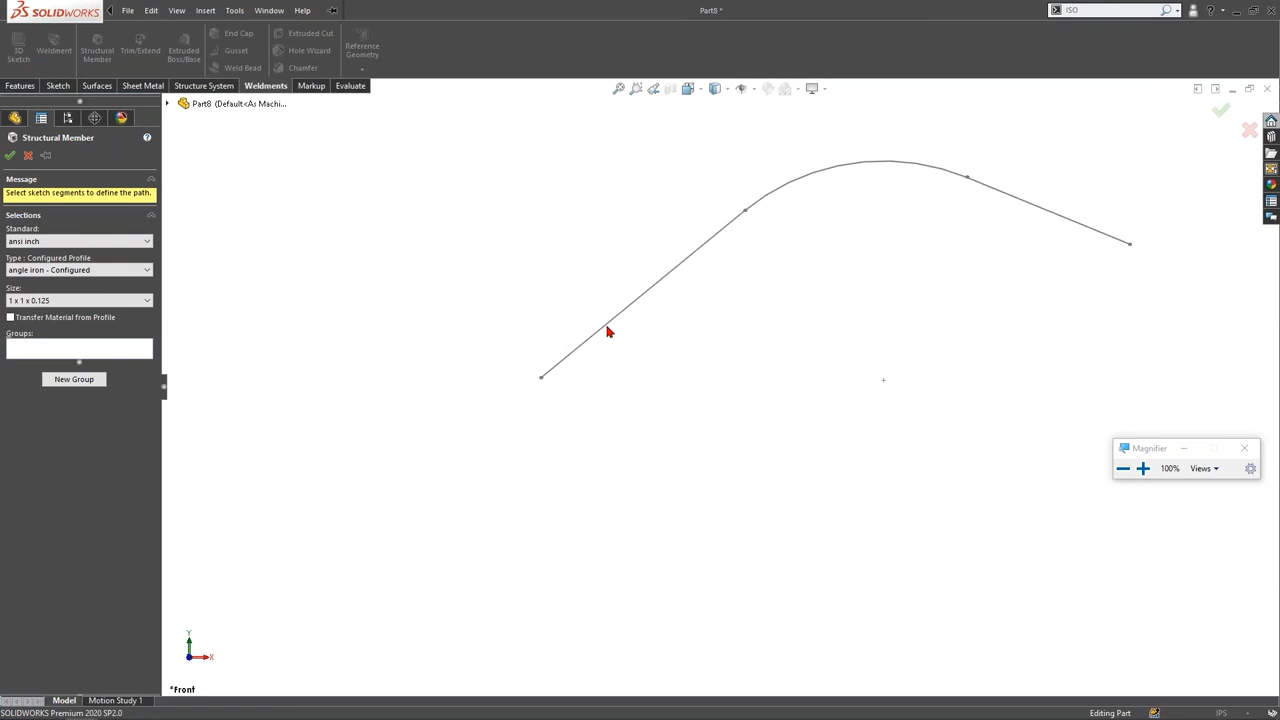 SOLIDWORKS File Edit View Insert Tools Window Help Part8 * ISO
3D Sketch Weldment Structural Member Trim/Extend Extruded Boss/Base End Cap Gusset Weld Bead Extruded Cut Hole Wizard Chamfer Reference Geometry
Features Sketch Surfaces Sheet Metal Structure System Weldments Markup Evaluate
Part8 (Default<As Machi...
Structural Member
Message
Select sketch segments to define the path.
Selections
Standard:
ansi inch
Type : Configured Profile
angle iron - Configured
Size:
1 x 1 x 0.125
Transfer Material from Profile
Groups:
New Group
Magnifier
100% Views
Y
X
*Front
Model Motion Study 1
SOLIDWORKS Premium 2020 SP2.0 Editing Part IPS